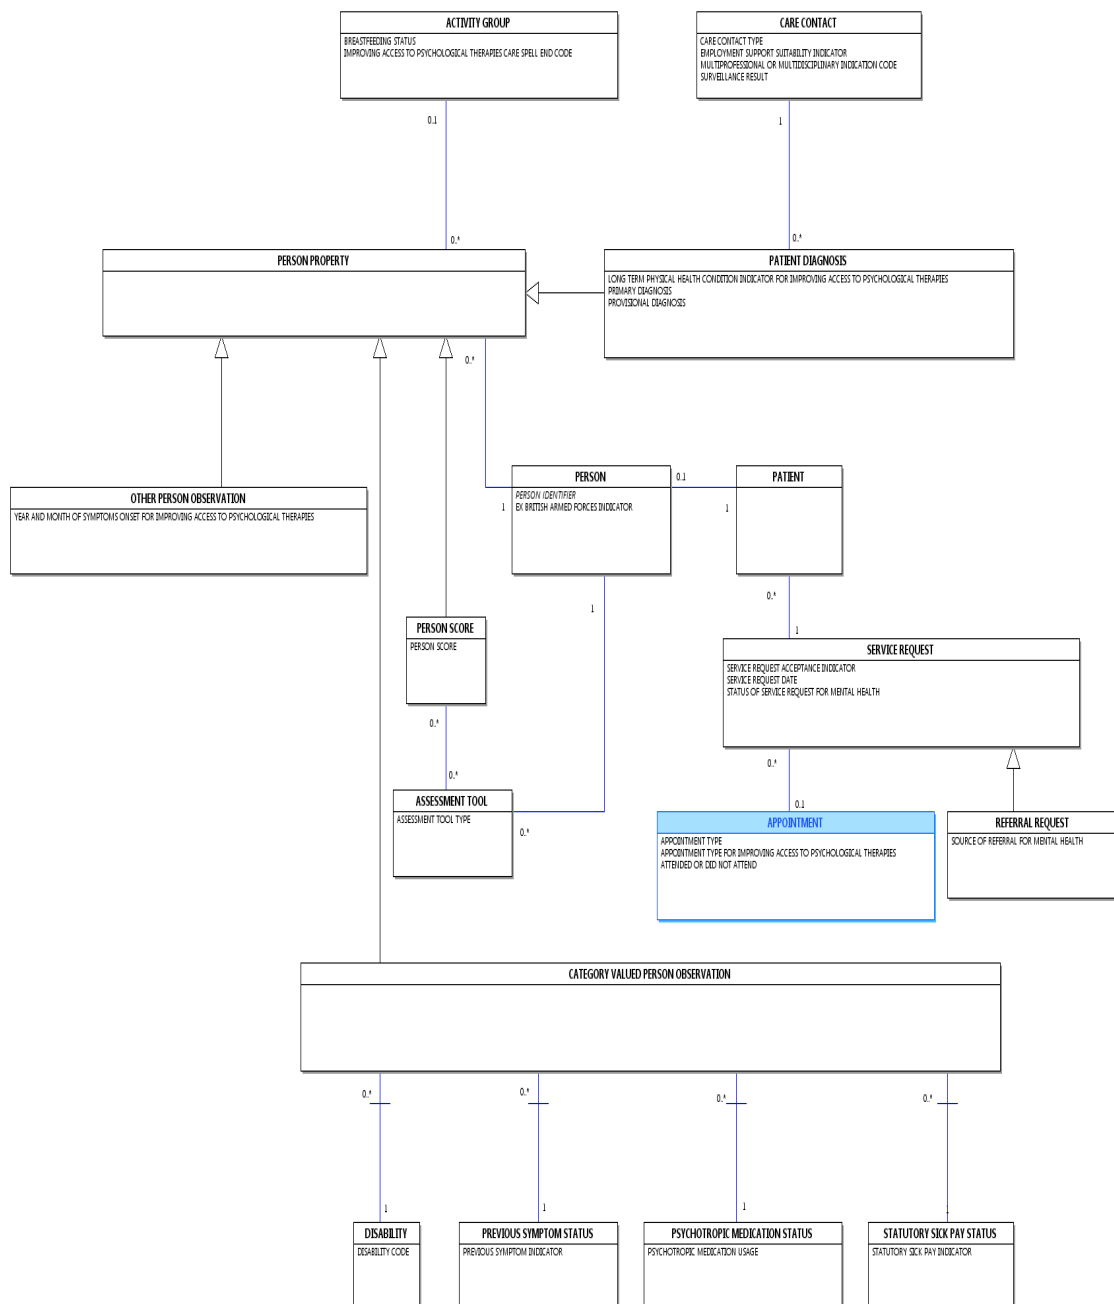 ACTIVITY GROUP
BREASTFEEDING STATUS
IMPROVING ACCESS TO PSYCHOLOGICAL THERAPIES CARE SPELL END CODE
CARE CONTACT
CARE CONTACT TYPE
EMPLOYMENT SUPPORT SUITABILITY INDICATOR
MULTIPROFESSIONAL OR MULTIDISCIPLINARY INDICATION CODE
SURVEILLANCE RESULT
0..1
1
0..*
0..*
PERSON PROPERTY
PATIENT DIAGNOSIS
LONG TERM PHYSICAL HEALTH CONDITION INDICATOR FOR IMPROVING ACCESS TO PSYCHOLOGICAL THERAPIES
PRIMARY DIAGNOSIS
PROVISIONAL DIAGNOSIS
0..*
OTHER PERSON OBSERVATION
YEAR AND MONTH OF SYMPTOMS ONSET FOR IMPROVING ACCESS TO PSYCHOLOGICAL THERAPIES
PERSON
PERSON IDENTIFIER
EX BRITISH ARMED FORCES INDICATOR
1
0..1
1
PATIENT
0..*
1
1
PERSON SCORE
PERSON SCORE
0..*
0..*
SERVICE REQUEST
SERVICE REQUEST ACCEPTANCE INDICATOR
SERVICE REQUEST DATE
STATUS OF SERVICE REQUEST FOR MENTAL HEALTH
0..*
0..1
ASSESSMENT TOOL
ASSESSMENT TOOL TYPE
0..*
APPOINTMENT
APPOINTMENT TYPE
APPOINTMENT TYPE FOR IMPROVING ACCESS TO PSYCHOLOGICAL THERAPIES
ATTENDED OR DID NOT ATTEND
REFERRAL REQUEST
SOURCE OF REFERRAL FOR MENTAL HEALTH
CATEGORY VALUED PERSON OBSERVATION
0..*
0..*
0..*
0..*
1
1
1
1
DISABILITY
DISABILITY CODE
PREVIOUS SYMPTOM STATUS
PREVIOUS SYMPTOM INDICATOR
PSYCHOTROPIC MEDICATION STATUS
PSYCHOTROPIC MEDICATION USAGE
STATUTORY SICK PAY STATUS
STATUTORY SICK PAY INDICATOR